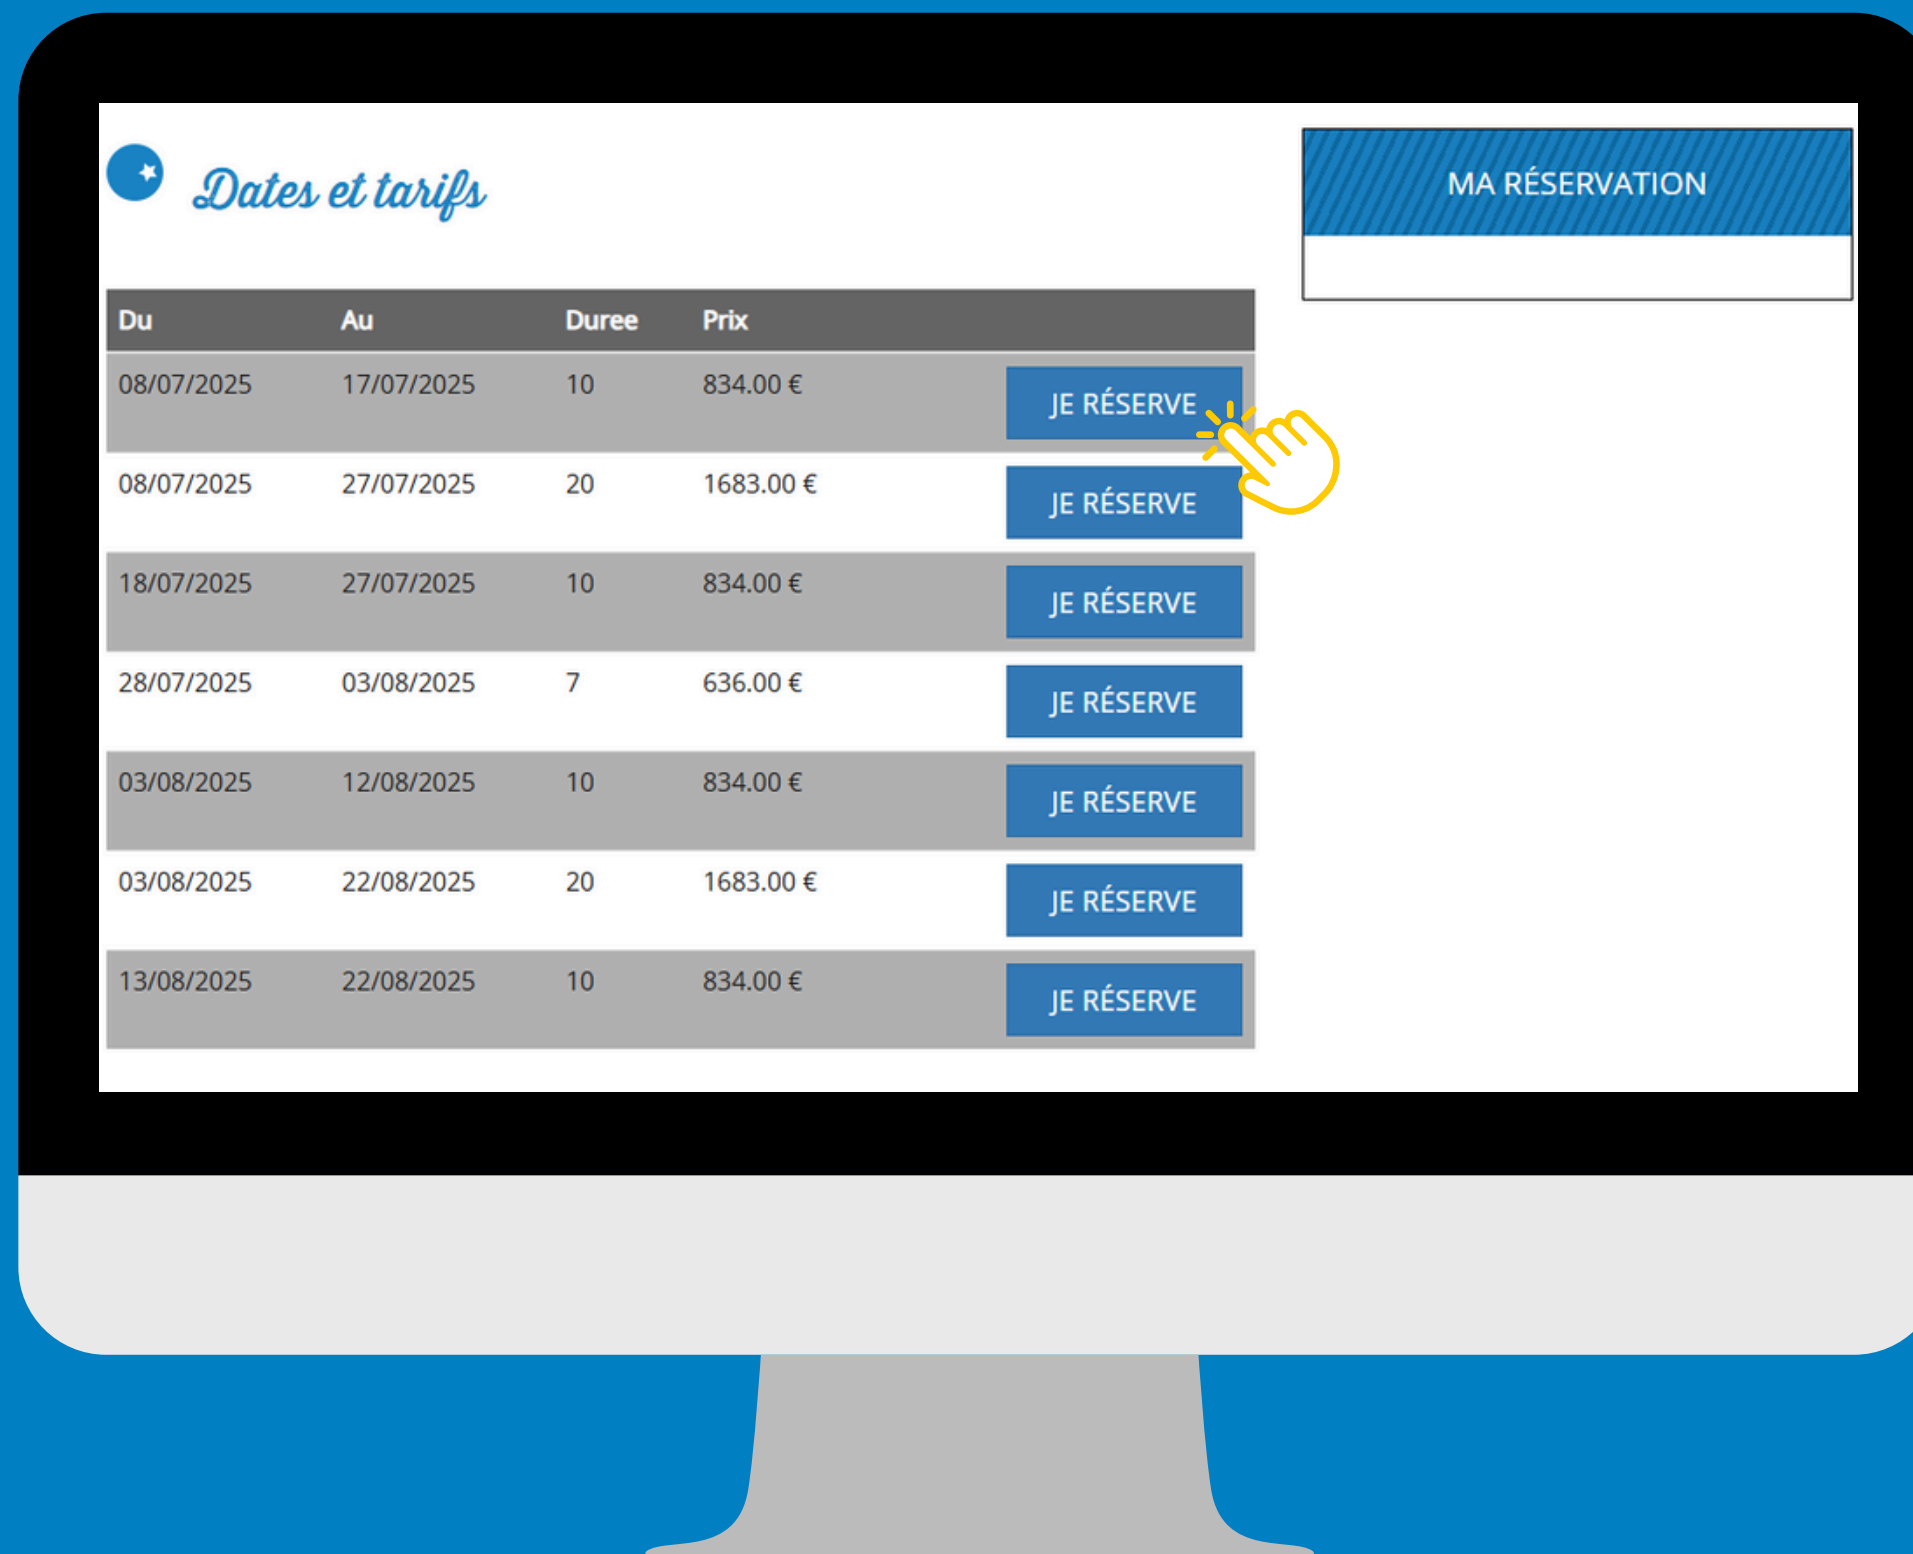 Dates et tarifs
MA RÉSERVATION
Du Au Duree Prix
08/07/2025 17/07/2025 10 834.00 € JE RÉSERVE
08/07/2025 27/07/2025 20 1683.00 € JE RÉSERVE
18/07/2025 27/07/2025 10 834.00 € JE RÉSERVE
28/07/2025 03/08/2025 7 636.00 € JE RÉSERVE
03/08/2025 12/08/2025 10 834.00 € JE RÉSERVE
03/08/2025 22/08/2025 20 1683.00 € JE RÉSERVE
13/08/2025 22/08/2025 10 834.00 € JE RÉSERVE